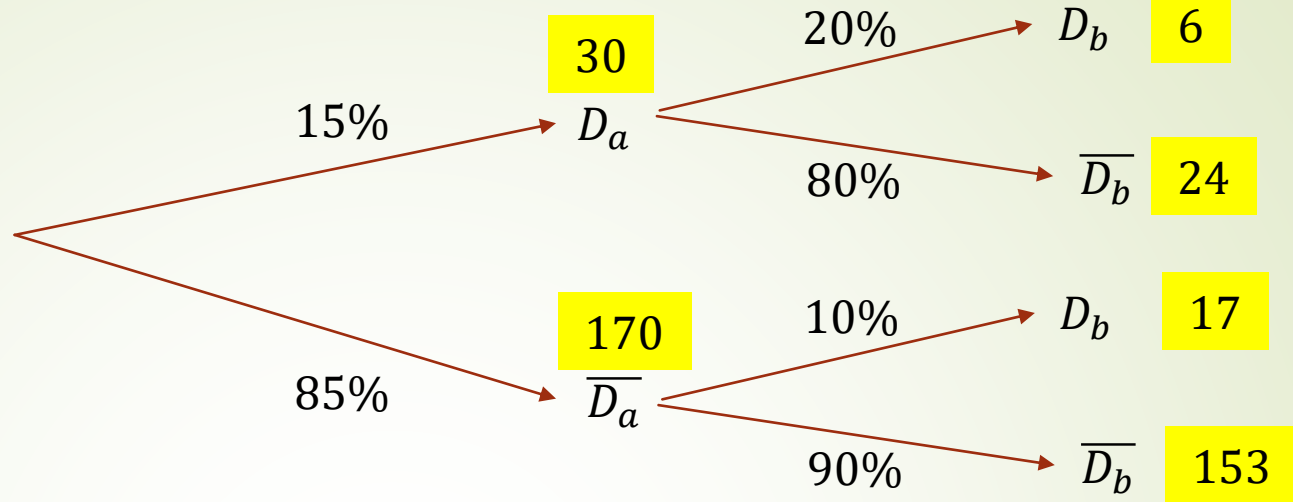 20% D_b 6
30
15% D_a
80% \overline{D_b} 24
170 10% D_b 17
85% \overline{D_a}
90% \overline{D_b} 153